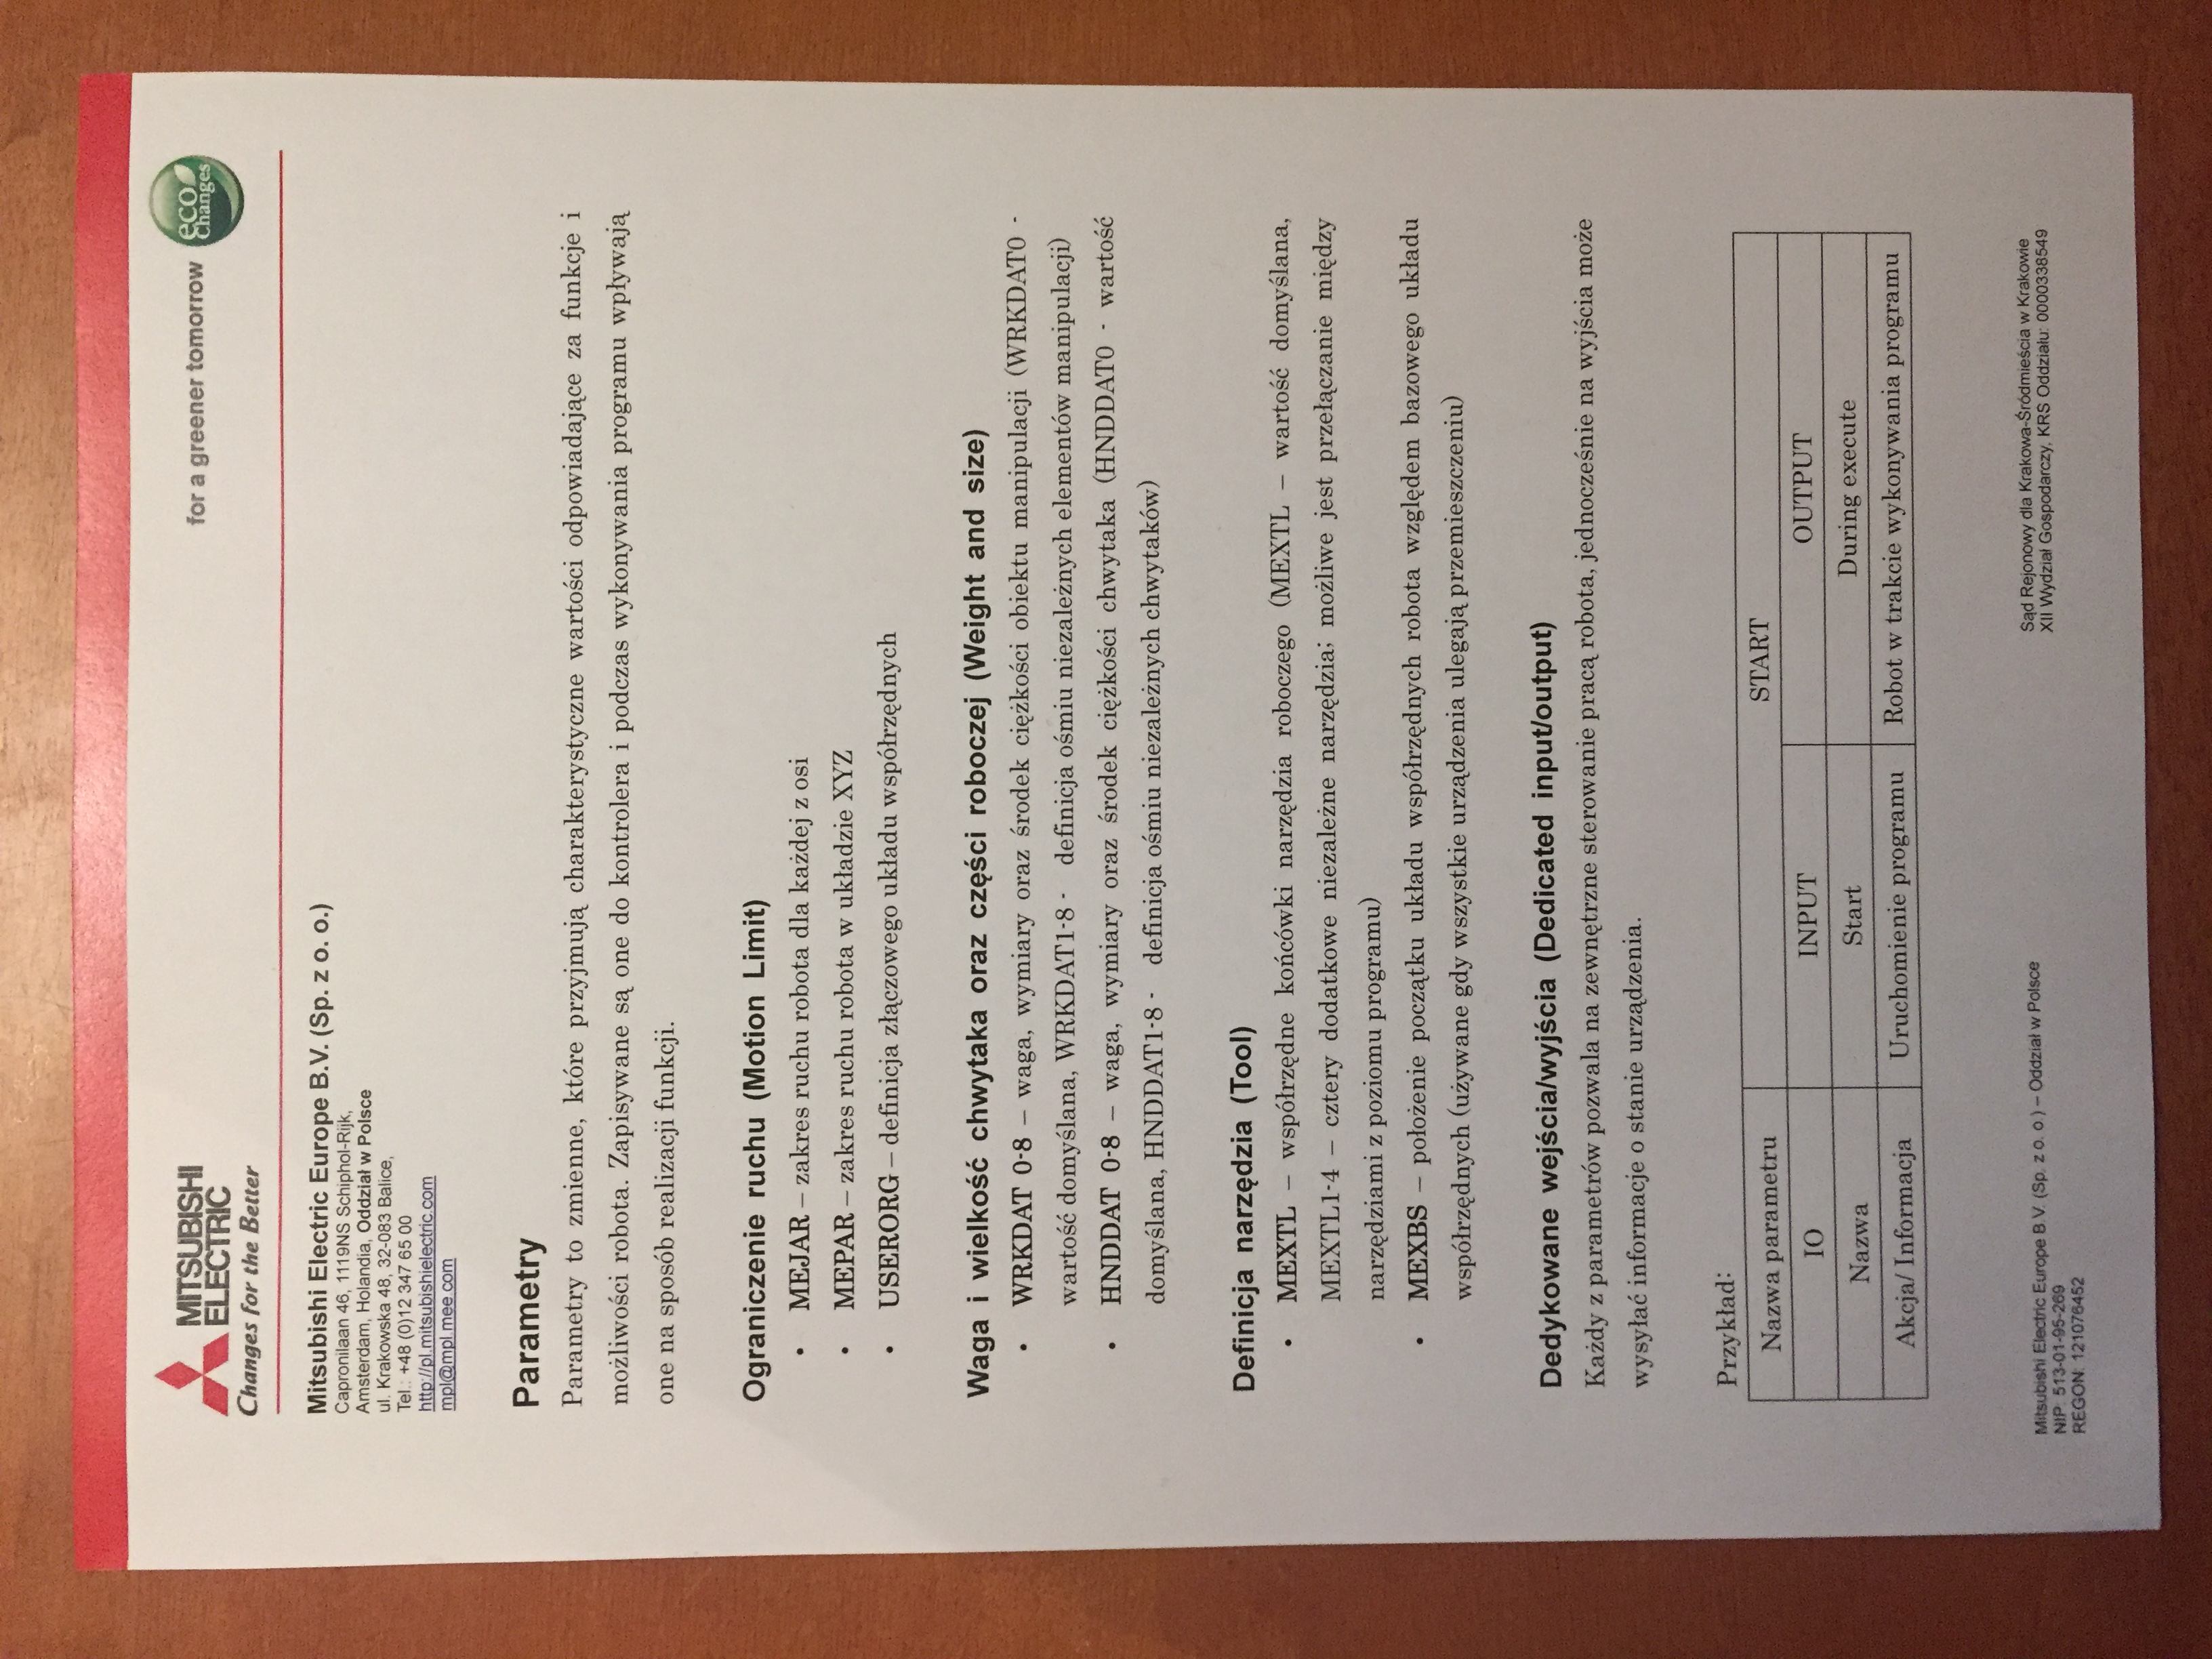 MITSUBISHI
ELECTRIC
Changes for the Better
for a greener tomorrow
eco
Changes
Mitsubishi Electric Europe B.V. (Sp. z o. o.)
Capronilaan 46, 1119NS Schiphol-Rijk,
Amsterdam, Holandia, Oddział w Polsce
ul. Krakowska 48, 32-083 Balice,
Tel.: +48 (0)12 347 65 00
http://pl.mitsubishielectric.com
mpl@mpl.mee.com
Parametry
Parametry to zmienne, które przyjmują charakterystyczne wartości odpowiadające za funkcje i
możliwości robota. Zapisywane są one do kontrolera i podczas wykonywania programu wpływają
one na sposób realizacji funkcji.
Ograniczenie ruchu (Motion Limit)
• MEJAR – zakres ruchu robota dla każdej z osi
• MEPAR – zakres ruchu robota w układzie XYZ
• USERORG – definicja złączowego układu współrzędnych
Waga i wielkość chwytaka oraz części roboczej (Weight and size)
• WRKDAT 0-8 – waga, wymiary oraz środek ciężkości obiektu manipulacji (WRKDAT0 -
wartość domyślana, WRKDAT1-8 - definicja ośmiu niezależnych elementów manipulacji)
• HNDDAT 0-8 – waga, wymiary oraz środek ciężkości chwytaka (HNDDAT0 - wartość
domyślana, HNDDAT1-8 - definicja ośmiu niezależnych chwytaków)
Definicja narzędzia (Tool)
• MEXTL – współrzędne końcówki narzędzia roboczego (MEXTL – wartość domyślana,
MEXTL1-4 – cztery dodatkowe niezależne narzędzia; możliwe jest przełączanie między
narzędziami z poziomu programu)
• MEXBS – położenie początku układu współrzędnych robota względem bazowego układu
współrzędnych (używane gdy wszystkie urządzenia ulegają przemieszczeniu)
Dedykowane wejścia/wyjścia (Dedicated input/output)
Każdy z parametrów pozwala na zewnętrzne sterowanie pracą robota, jednocześnie na wyjścia może
wysyłać informacje o stanie urządzenia.
Przykład:
Nazwa parametru START
IO INPUT OUTPUT
Nazwa Start During execute
Akcja/ Informacja Uruchomienie programu Robot w trakcie wykonywania programu
Mitsubishi Electric Europe B.V. (Sp. z o. o.) – Oddział w Polsce
NIP: 513-01-95-269
REGON: 121076452
Sąd Rejonowy dla Krakowa-Śródmieścia w Krakowie
XII Wydział Gospodarczy, KRS Oddziału: 0000338549